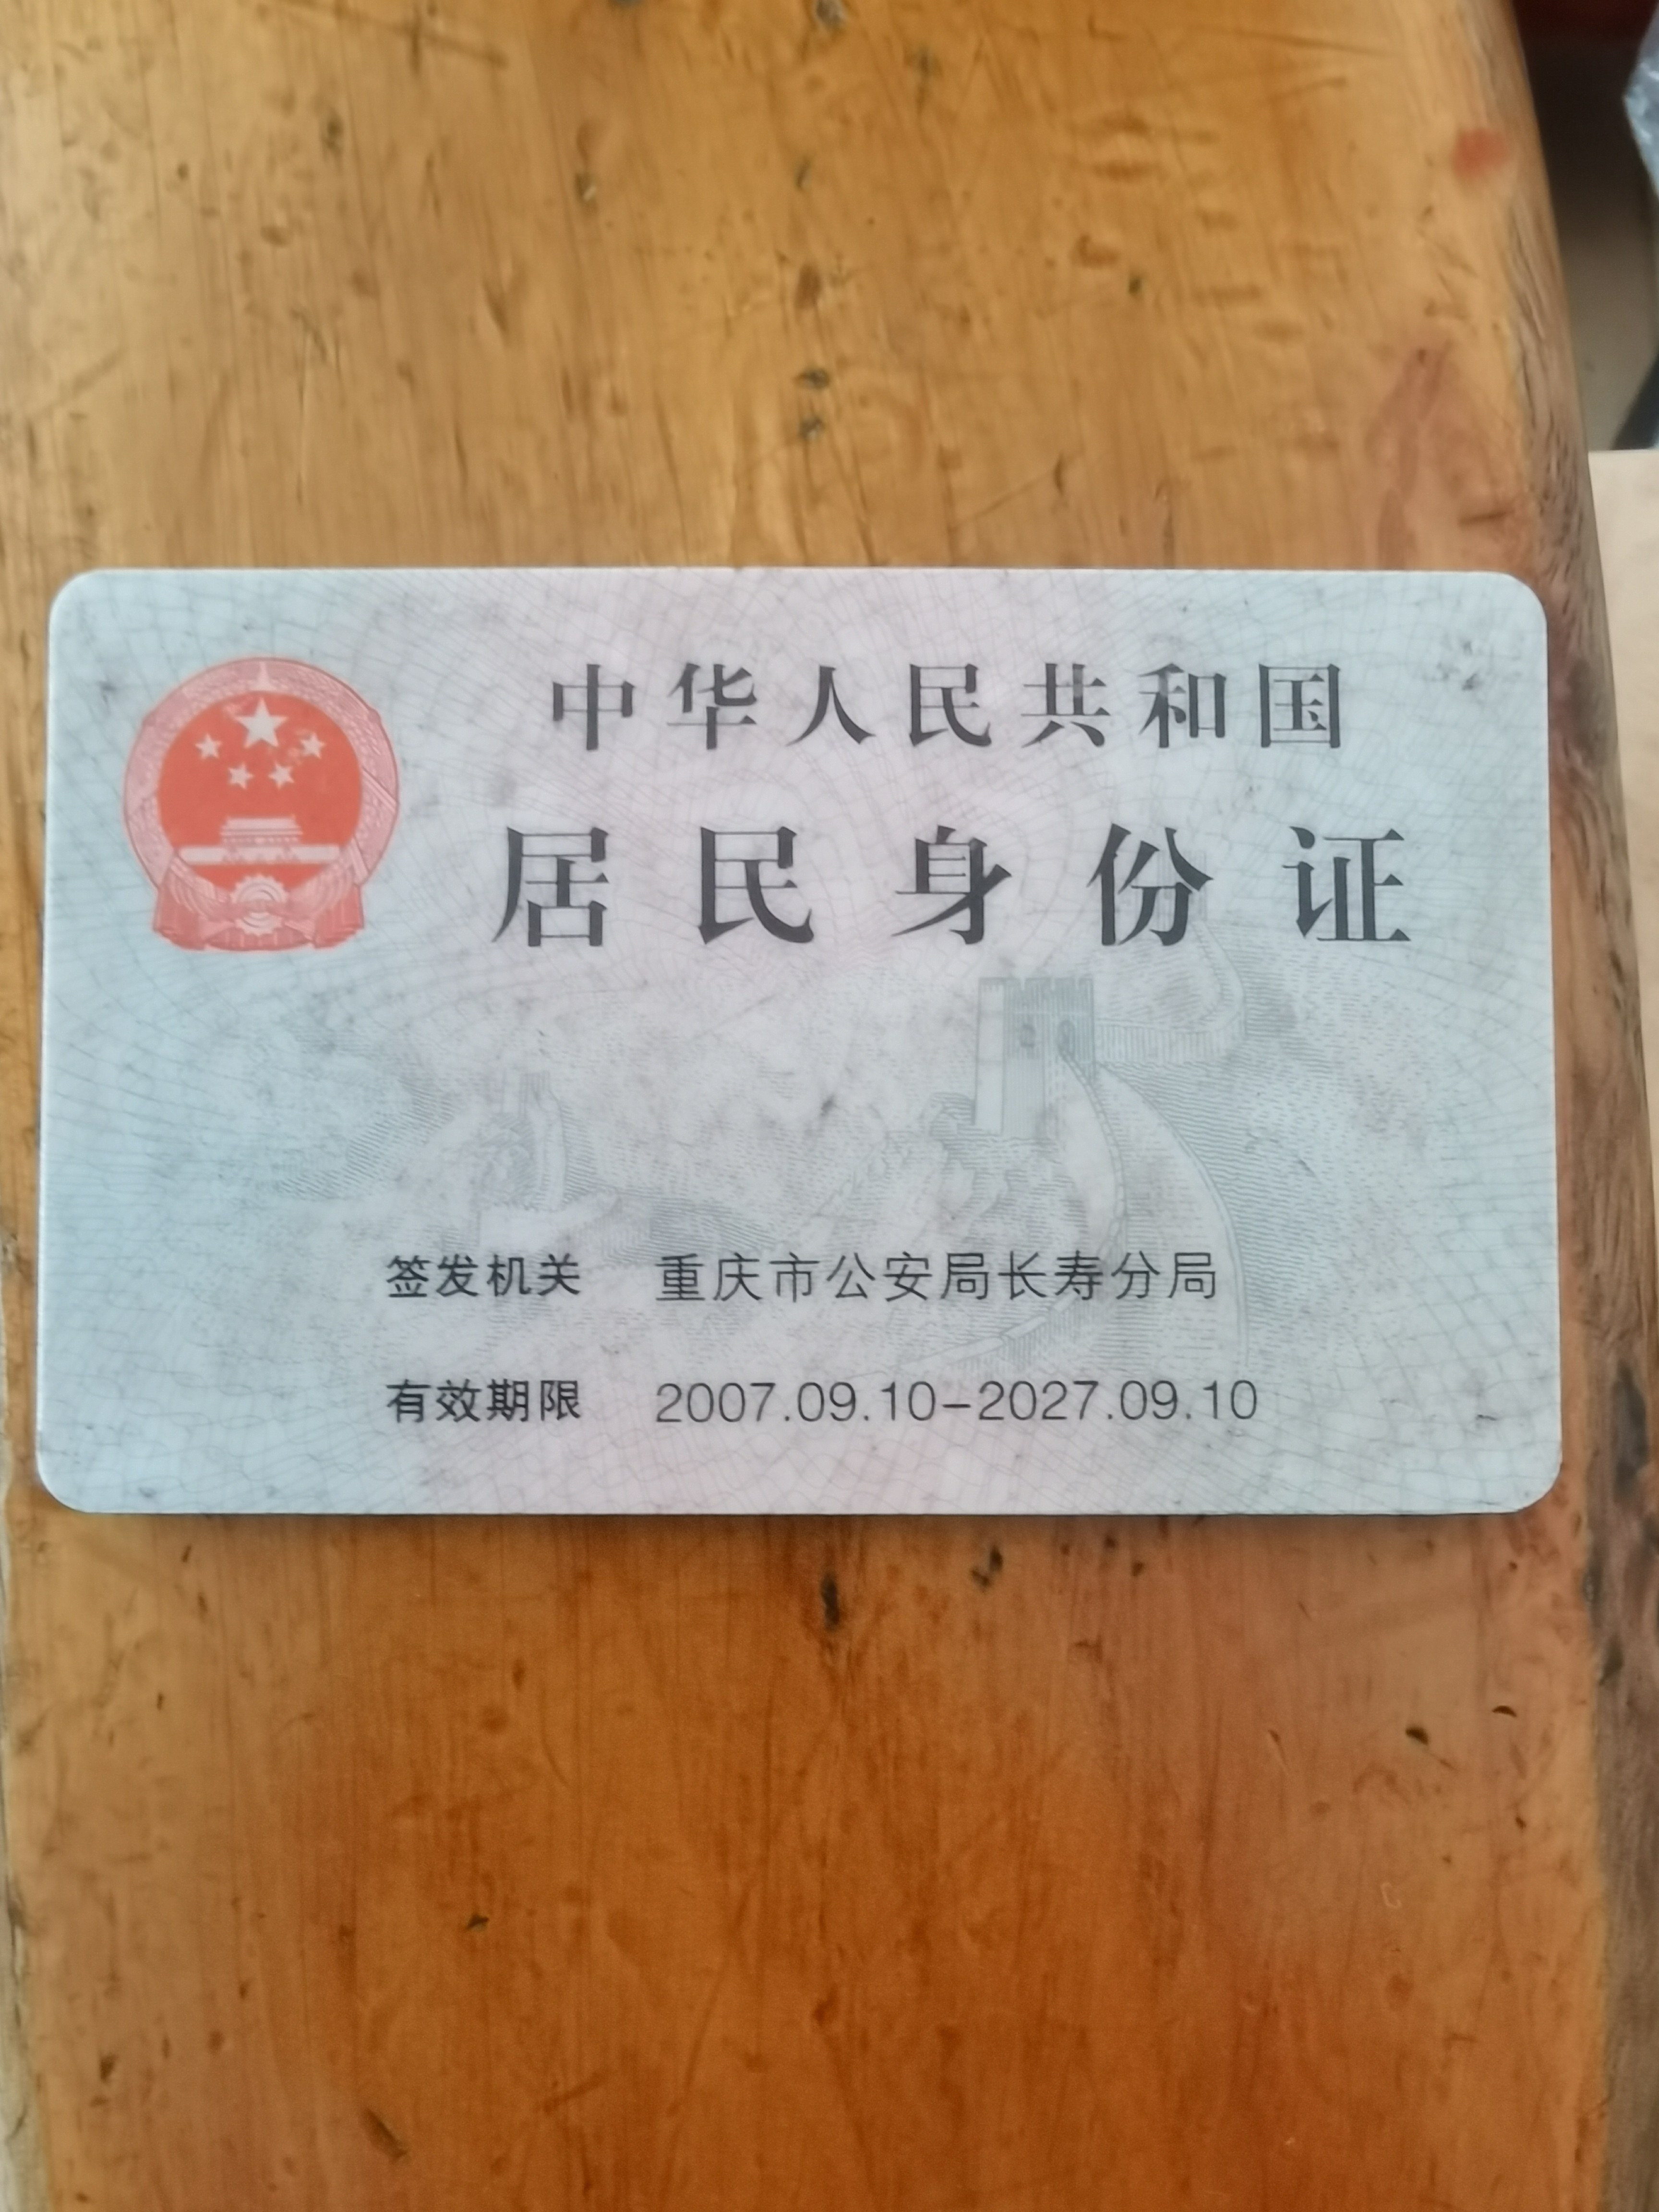 中华人民共和国
居民身份证
签发机关 重庆市公安局长寿分局
有效期限 2007.09.10-2027.09.10